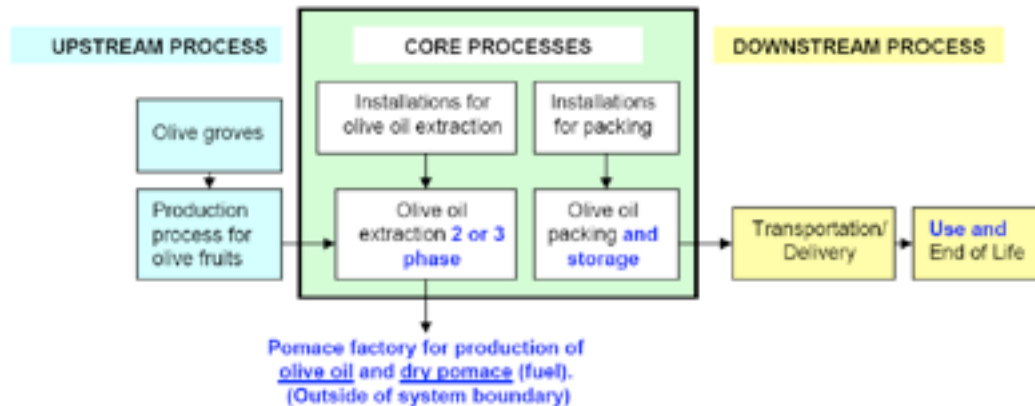 UPSTREAM PROCESS
CORE PROCESSES
DOWNSTREAM PROCESS
Olive groves
Production
process for
olive fruits
Installations for
olive oil extraction
Installations
for packing
Olive oil
extraction 2 or 3
phase
Olive oil
packing and
storage
Transportation/
Delivery
Use and
End of Life
Pomace factory for production of
olive oil and dry pomace (fuel).
(Outside of system boundary)